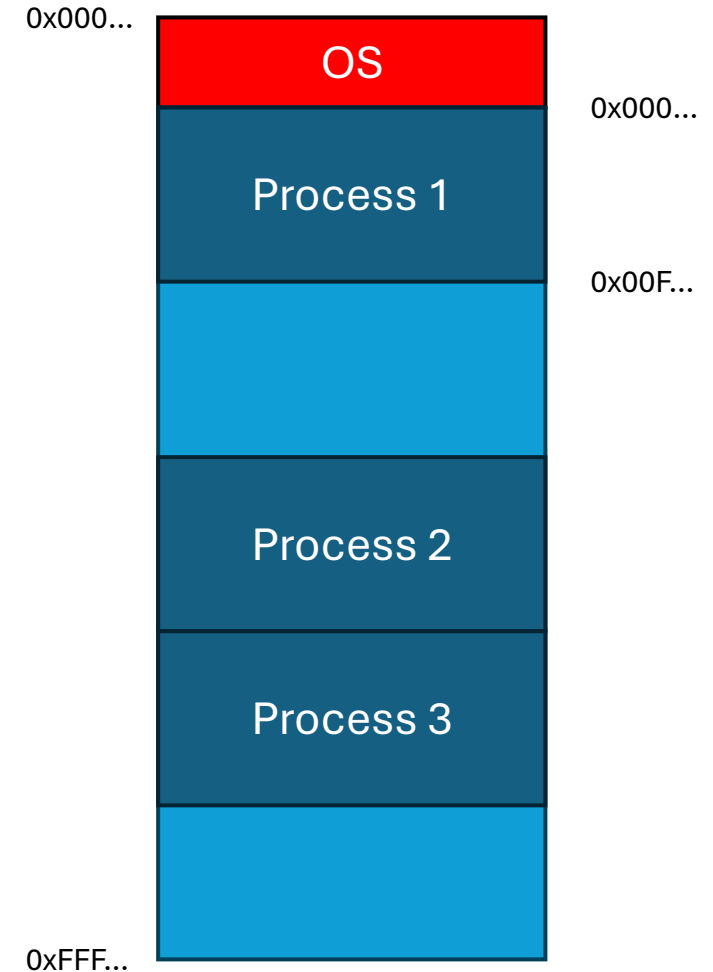 0x000...
OS
0x000...
Process 1
0x00F...
Process 2
Process 3
0xFFF...